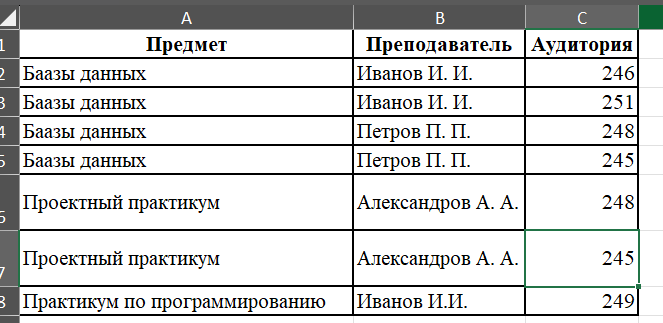 A B C
1 Предмет Преподаватель Аудитория
2 Баазы данных Иванов И. И. 246
3 Баазы данных Иванов И. И. 251
4 Баазы данных Петров П. П. 248
5 Баазы данных Петров П. П. 245
6 Проектный практикум Александров А. А. 248
7 Проектный практикум Александров А. А. 245
8 Практикум по программированию Иванов И.И. 249